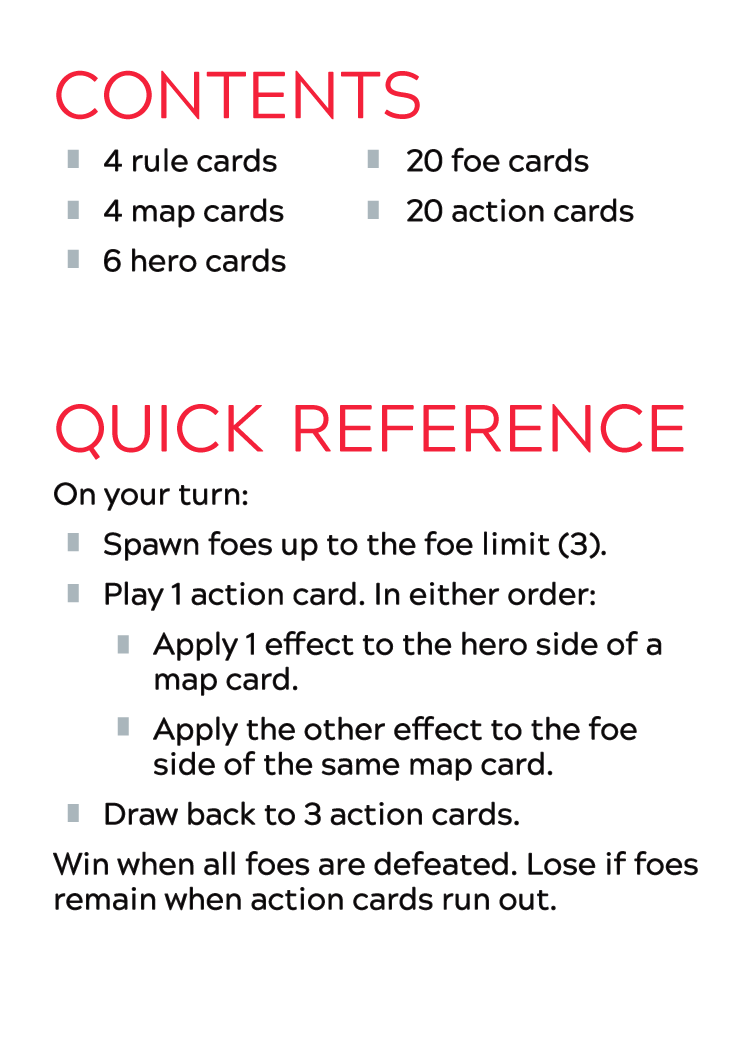 CONTENTS
4 rule cards
4 map cards
6 hero cards
20 foe cards
20 action cards
QUICK REFERENCE
On your turn:
Spawn foes up to the foe limit (3).
Play 1 action card. In either order:
Apply 1 effect to the hero side of a
map card.
Apply the other effect to the foe
side of the same map card.
Draw back to 3 action cards.
Win when all foes are defeated. Lose if foes
remain when action cards run out.